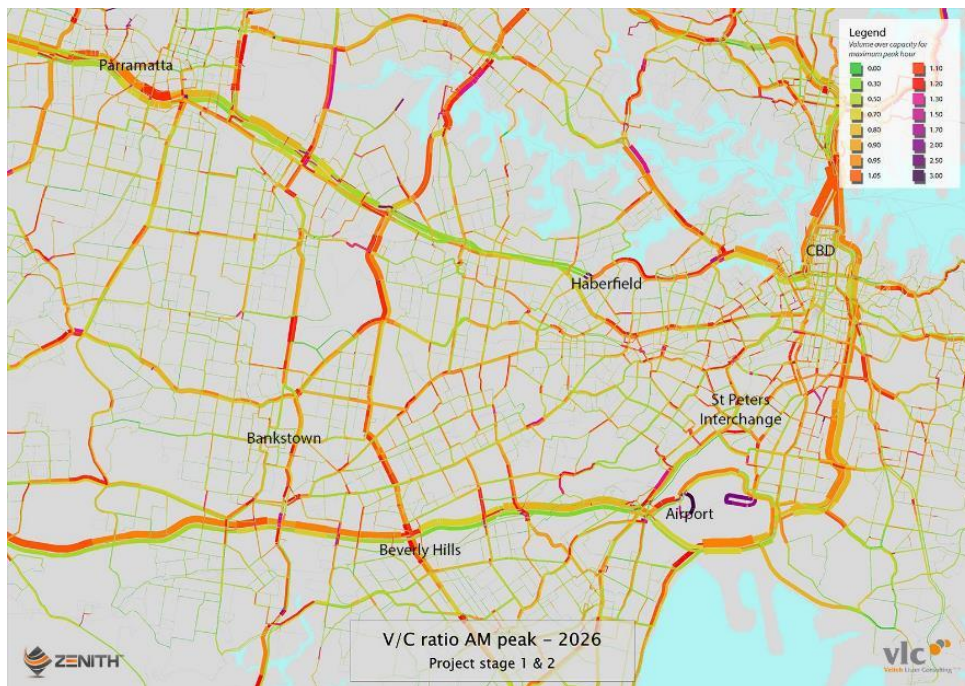 Legend
Volume over capacity for
maximum peak hour
0.00
0.30
0.50
0.70
0.80
0.90
0.95
1.05
1.10
1.20
1.30
1.50
1.70
2.00
2.50
3.00
Parramatta
CBD
Haberfield
St Peters
Interchange
Bankstown
Airport
Beverly Hills
V/C ratio AM peak – 2026
Project stage 1 & 2
ZENITH
vlc
Veitch Lister Consulting